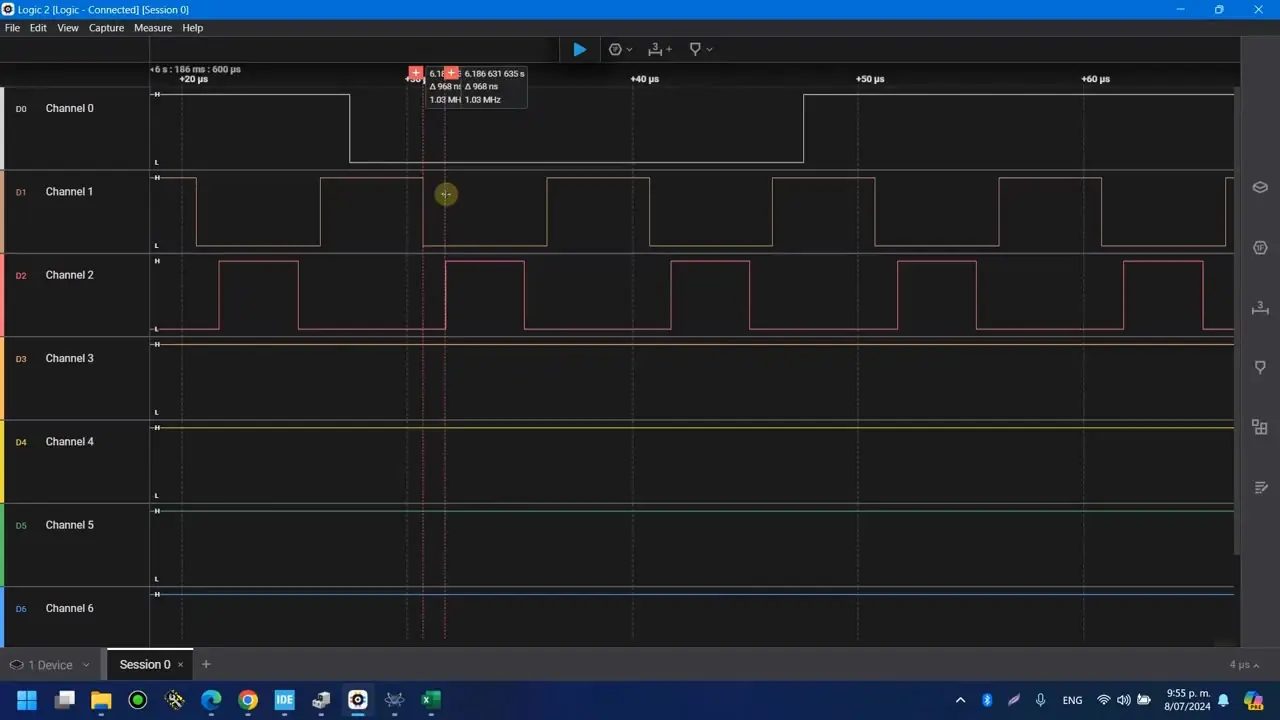 Logic 2 [Logic - Connected] [Session 0]
File Edit View Capture Measure Help
6 s : 186 ms : 600 µs
+20 µs +40 µs +50 µs +60 µs
6.186 631 635 s
Δ 968 ns Δ 968 ns
1.03 MH 1.03 MHz
D0 Channel 0
H
L
D1 Channel 1
H
L
D2 Channel 2
H
L
D3 Channel 3
H
L
D4 Channel 4
H
L
D5 Channel 5
H
L
D6 Channel 6
H
1 Device Session 0 × +
4 µs
IDE
ENG
9:55 p. m.
8/07/2024